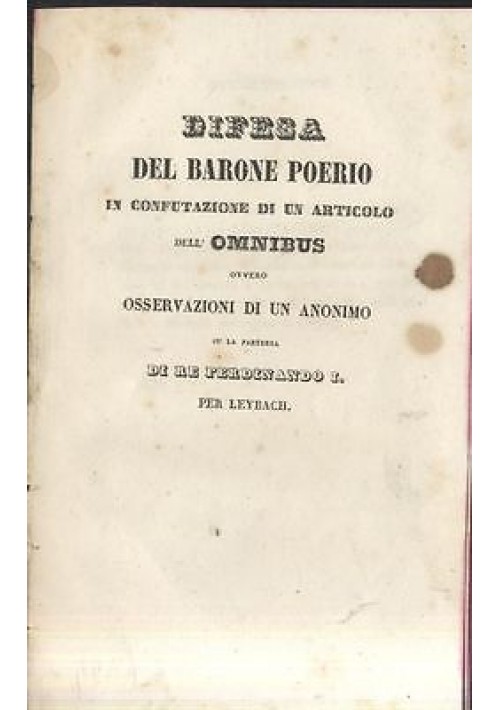 DIFESA
DEL BARONE POERIO
IN CONFUTAZIONE DI UN ARTICOLO
DELL' OMNIBUS
OVVERO
OSSERVAZIONI DI UN ANONIMO
SU LA PARTENZA
DI RE FERDINANDO I.
PER LEYBACH.